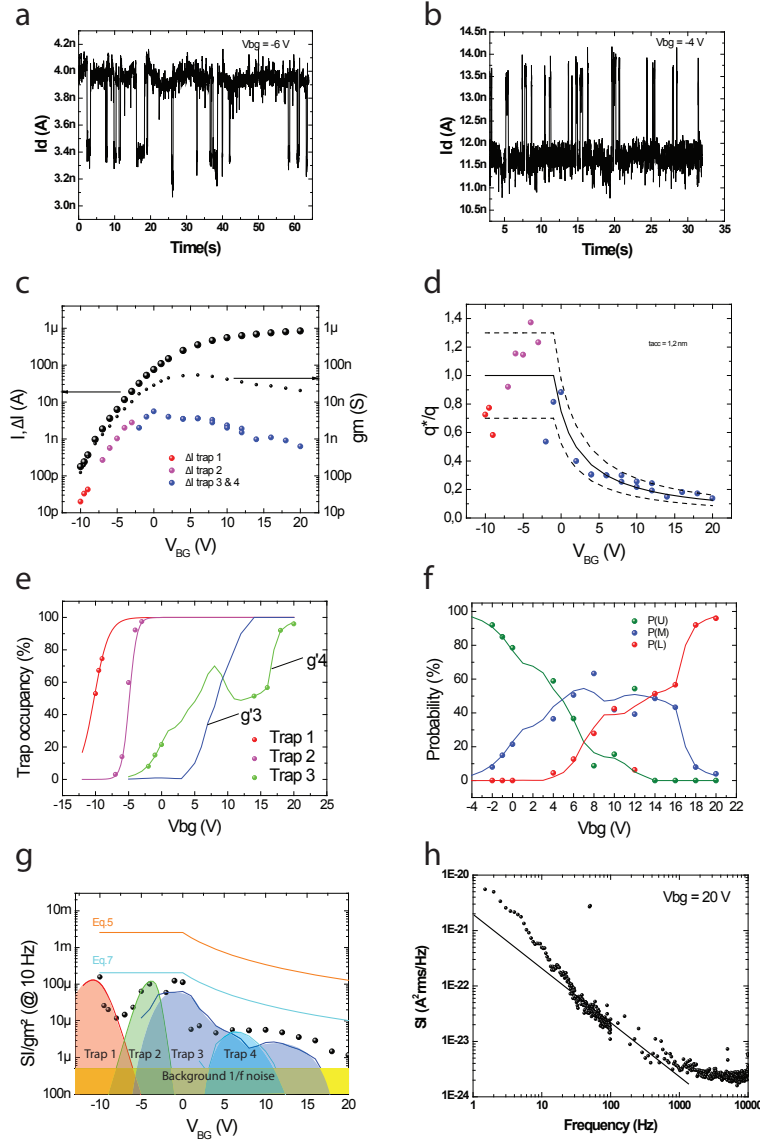 a
Vbg = -6 V
4.2n
4.0n
3.8n
3.6n
3.4n
3.2n
3.0n
Id (A)
0 10 20 30 40 50 60
Time(s)
b
Vbg = -4 V
14.5n
14.0n
13.5n
13.0n
12.5n
12.0n
11.5n
11.0n
10.5n
Id (A)
5 10 15 20 25 30 35
Time(s)
c
1µ
100n
10n
1n
100p
10p
I, ΔI (A)
1µ
100n
10n
1n
100p
10p
gm (S)
ΔI trap 1
ΔI trap 2
ΔI trap 3 & 4
-10 -5 0 5 10 15 20
V_BG (V)
d
1,4
1,2
1,0
0,8
0,6
0,4
0,2
0,0
q*/q
tacc = 1,2 nm
-10 -5 0 5 10 15 20
V_BG (V)
e
100
80
60
40
20
0
Trap occupancy (%)
g'4
g'3
Trap 1
Trap 2
Trap 3
-15 -10 -5 0 5 10 15 20 25
Vbg (V)
f
100
80
60
40
20
0
Probability (%)
P(U)
P(M)
P(L)
-4 -2 0 2 4 6 8 10 12 14 16 18 20 22
Vbg (V)
g
10m
1m
100µ
10µ
1µ
100n
SI/gm² (@ 10 Hz)
Eq.5
Eq.7
Trap 1 Trap 2 Trap 3 Trap 4
Background 1/f noise
-10 -5 0 5 10 15 20
V_BG (V)
h
Vbg = 20 V
1E-20
1E-21
1E-22
1E-23
1E-24
SI (A²rms/Hz)
1 10 100 1000 10000
Frequency (Hz)